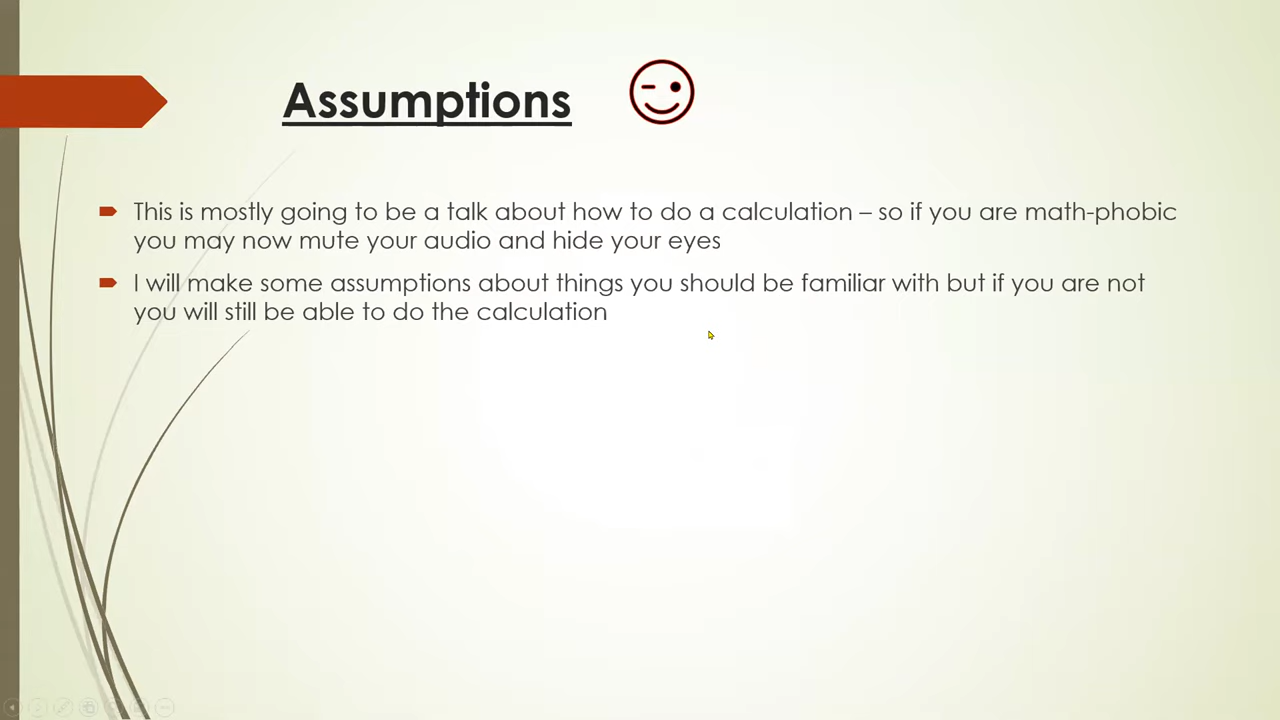 Assumptions
This is mostly going to be a talk about how to do a calculation – so if you are math-phobic
you may now mute your audio and hide your eyes
I will make some assumptions about things you should be familiar with but if you are not
you will still be able to do the calculation